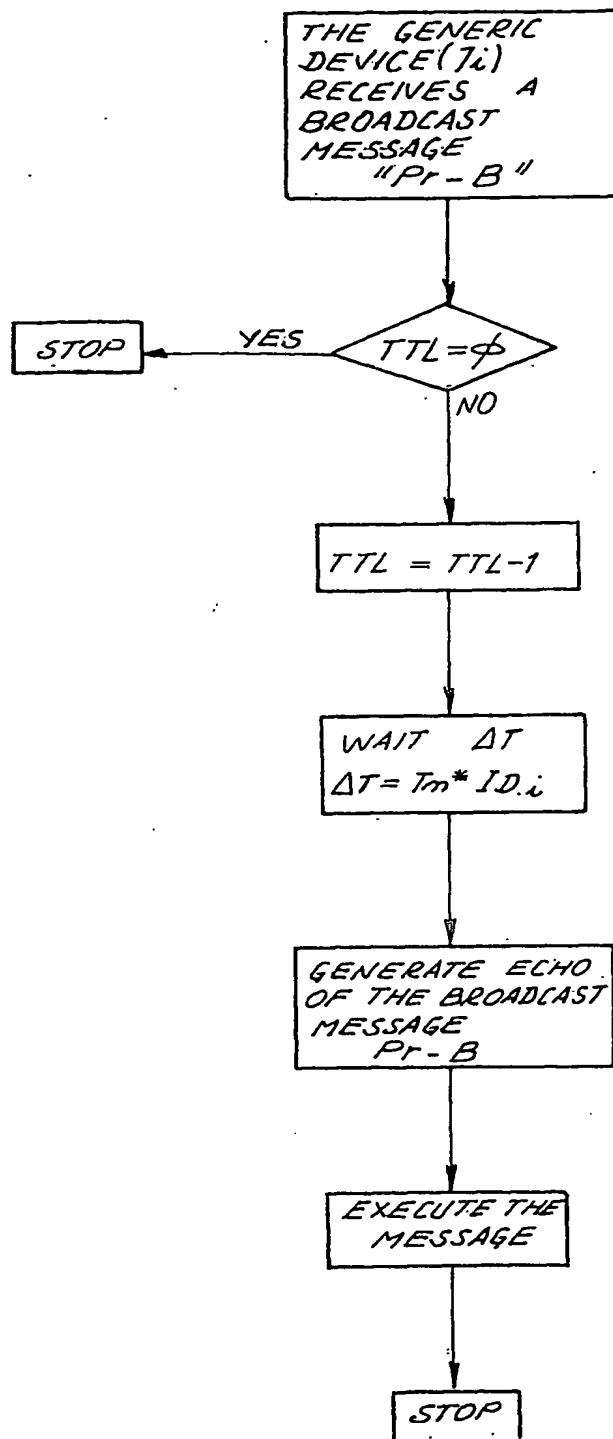 THE GENERIC
DEVICE (7i)
RECEIVES A
BROADCAST
MESSAGE
"Pr-B"
TTL=φ
YES
STOP
NO
TTL = TTL-1
WAIT ΔT
ΔT = Tm* ID.i
GENERATE ECHO
OF THE BROADCAST
MESSAGE
Pr-B
EXECUTE THE
MESSAGE
STOP